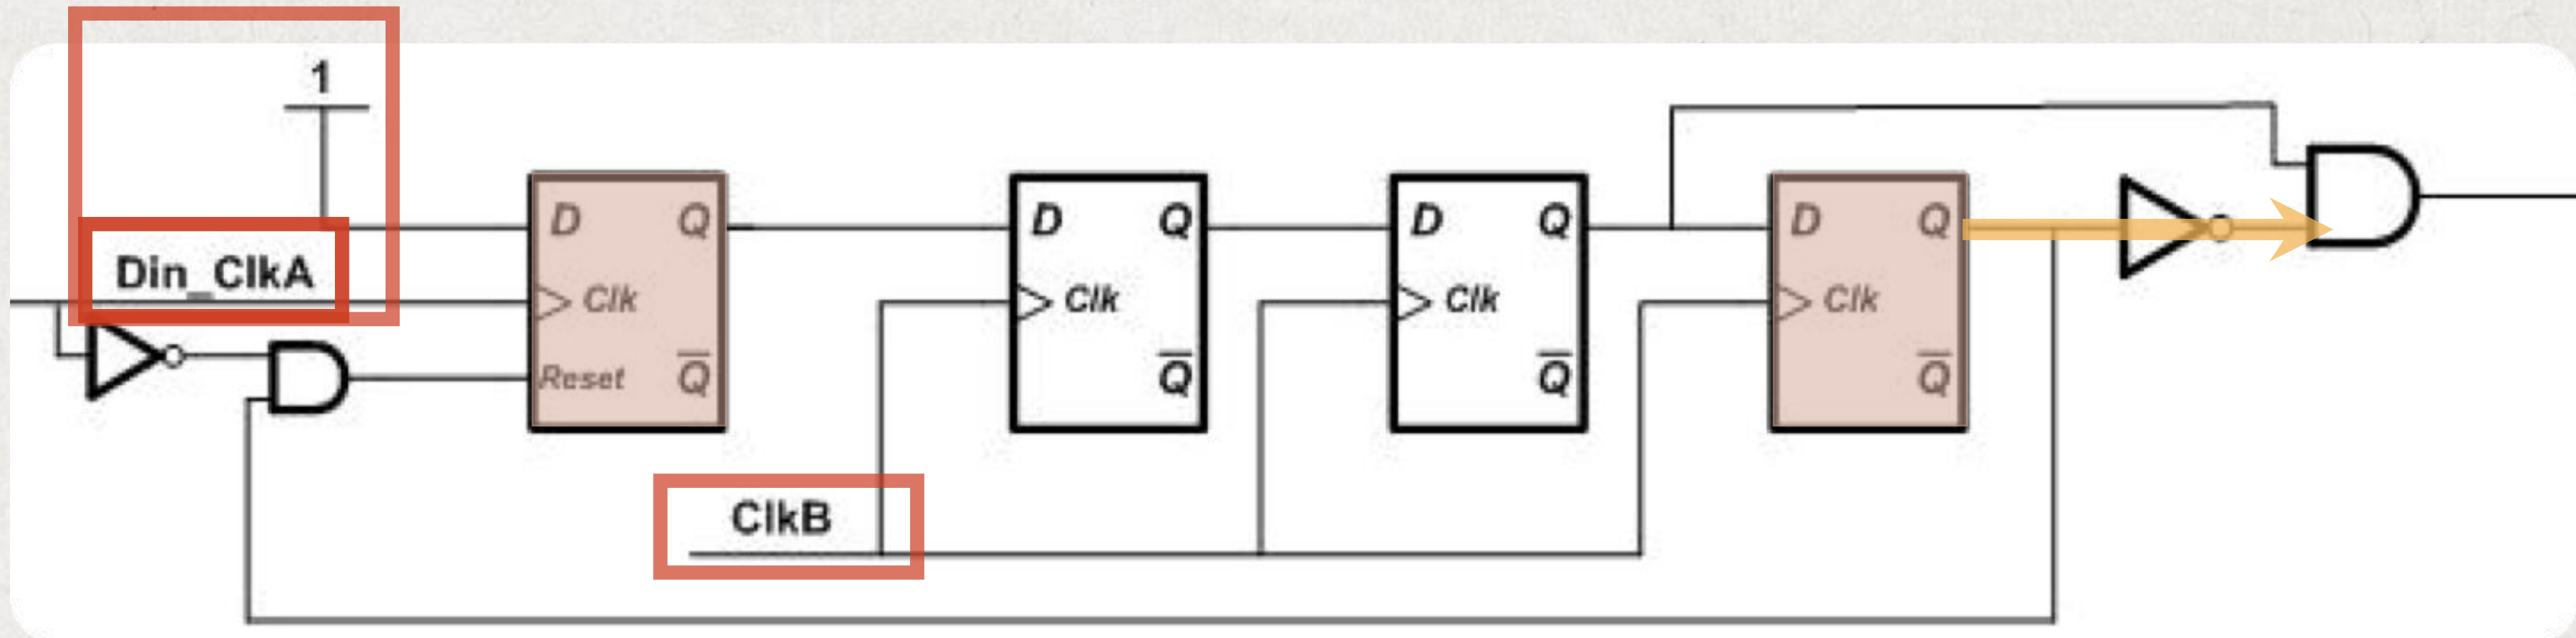 1
Din_ClkA
D Q
Clk
Reset Q
D Q
Clk
Q
D Q
Clk
Q
D Q
Clk
Q
ClkB